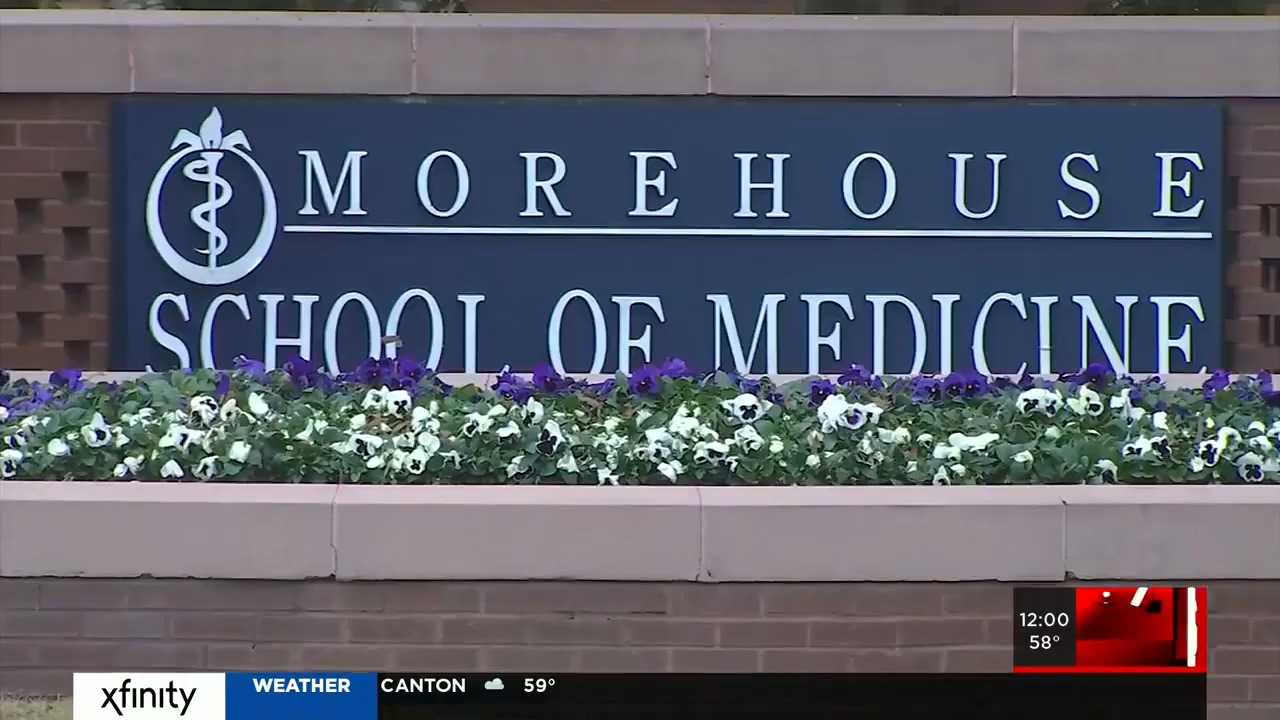 MOREHOUSE
SCHOOL OF MEDICINE
12:00
58°
xfinity WEATHER CANTON 59°